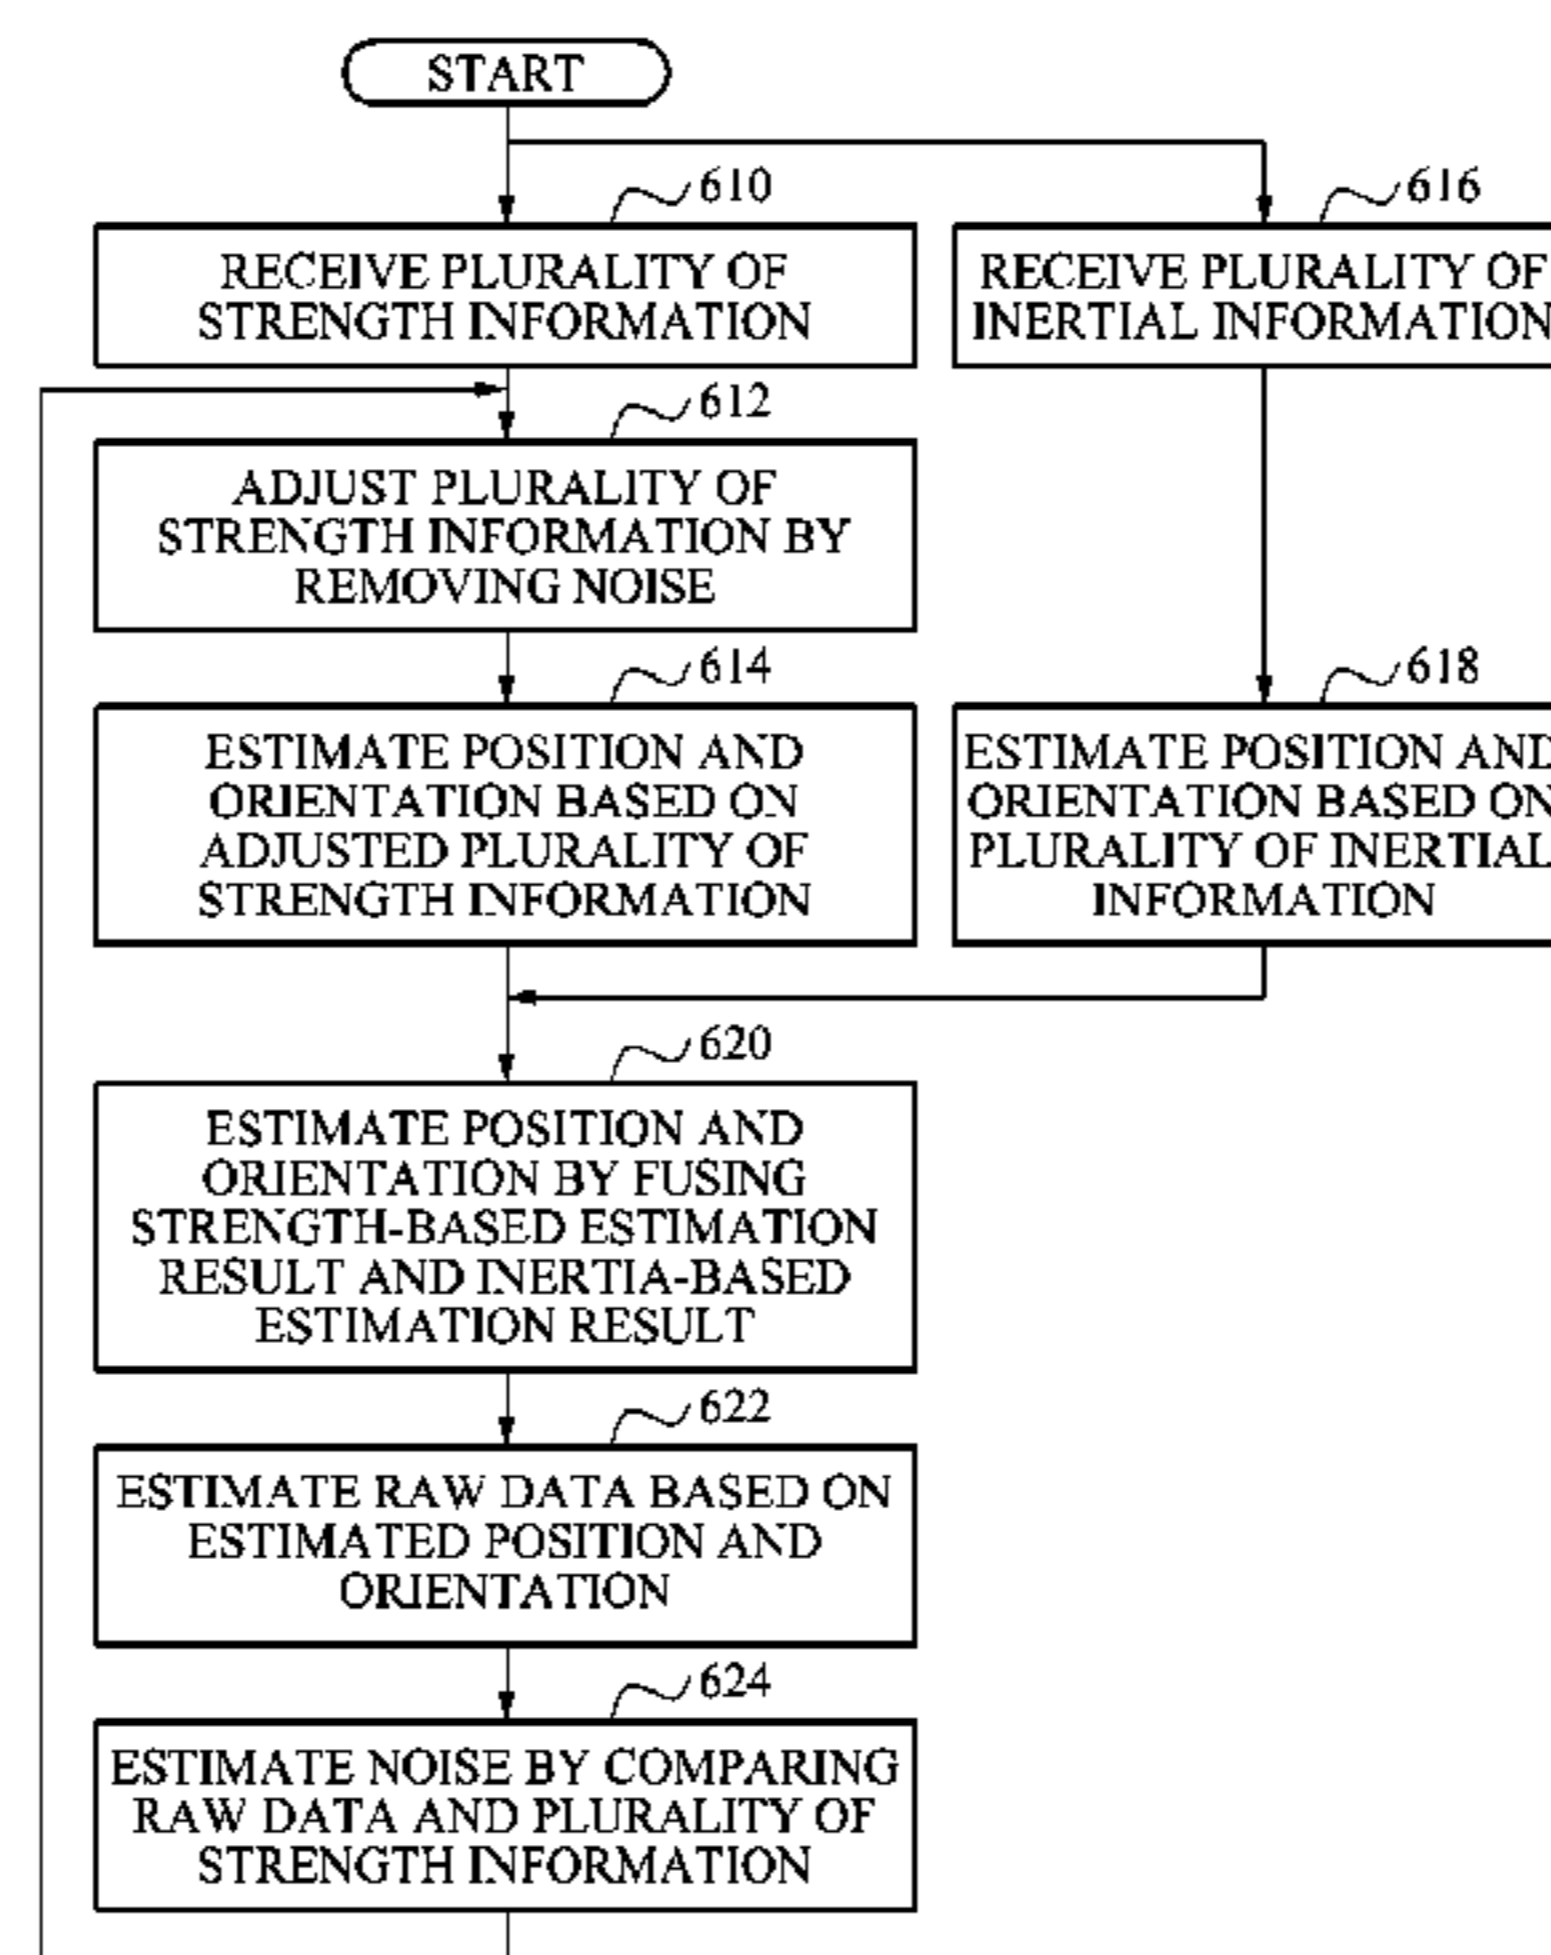 START
610
RECEIVE PLURALITY OF
STRENGTH INFORMATION
616
RECEIVE PLURALITY OF
INERTIAL INFORMATION
612
ADJUST PLURALITY OF
STRENGTH INFORMATION BY
REMOVING NOISE
614
ESTIMATE POSITION AND
ORIENTATION BASED ON
ADJUSTED PLURALITY OF
STRENGTH INFORMATION
618
ESTIMATE POSITION AND
ORIENTATION BASED ON
PLURALITY OF INERTIAL
INFORMATION
620
ESTIMATE POSITION AND
ORIENTATION BY FUSING
STRENGTH-BASED ESTIMATION
RESULT AND INERTIA-BASED
ESTIMATION RESULT
622
ESTIMATE RAW DATA BASED ON
ESTIMATED POSITION AND
ORIENTATION
624
ESTIMATE NOISE BY COMPARING
RAW DATA AND PLURALITY OF
STRENGTH INFORMATION